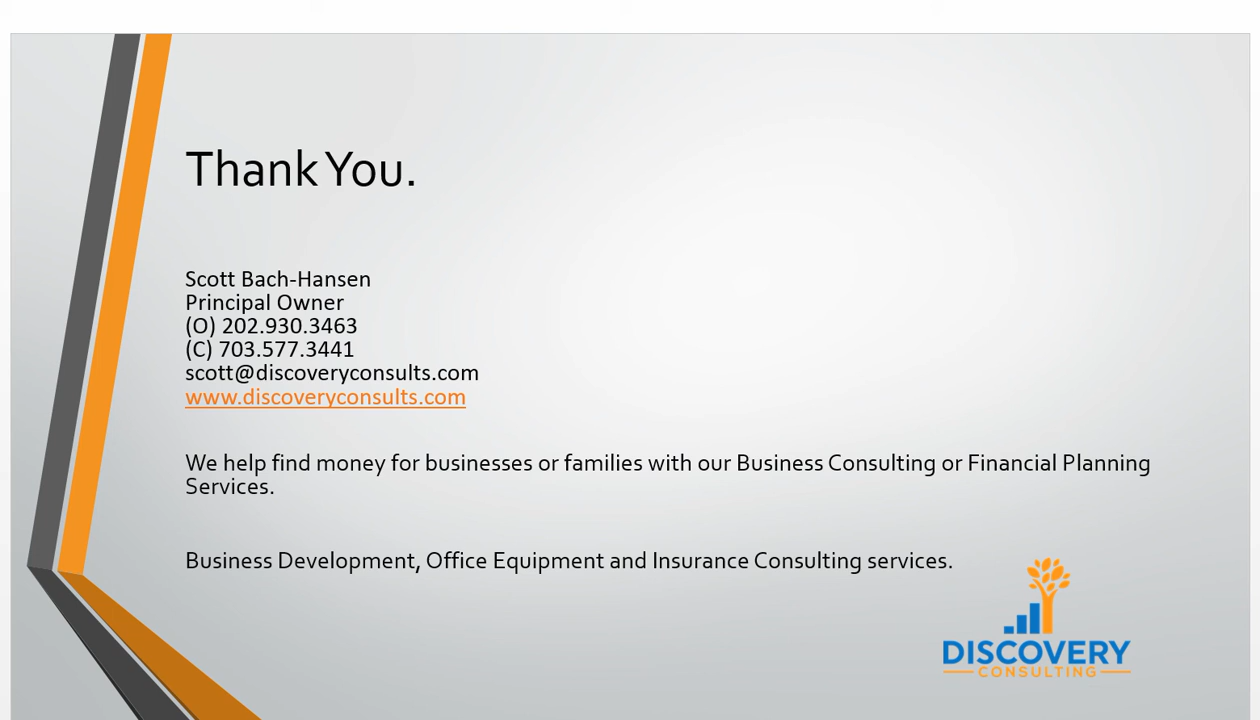 Thank You.
Scott Bach-Hansen
Principal Owner
(O) 202.930.3463
(C) 703.577.3441
scott@discoveryconsults.com
www.discoveryconsults.com
We help find money for businesses or families with our Business Consulting or Financial Planning
Services.
Business Development, Office Equipment and Insurance Consulting services.
DISCOVERY
CONSULTING